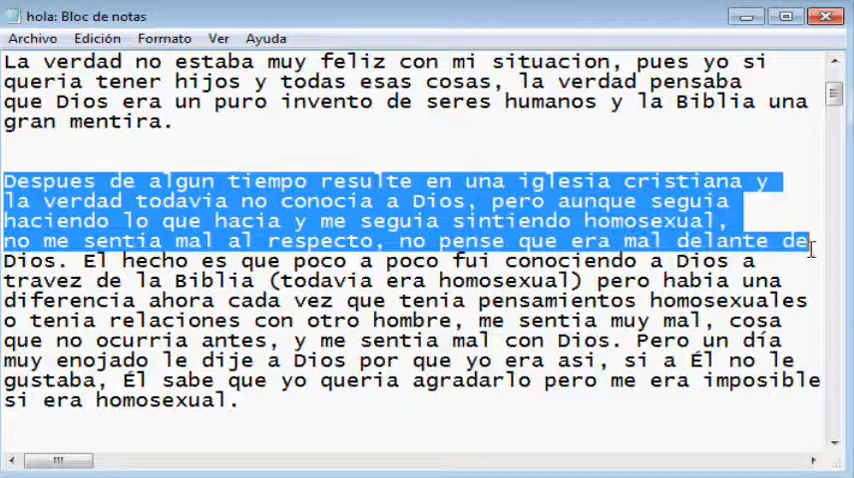 hola: Bloc de notas
Archivo Edición Formato Ver Ayuda
La verdad no estaba muy feliz con mi situacion, pues yo si
queria tener hijos y todas esas cosas, la verdad pensaba
que Dios era un puro invento de seres humanos y la Biblia una
gran mentira.
Despues de algun tiempo resulte en una iglesia cristiana y
la verdad todavia no conocia a Dios, pero aunque seguia
haciendo lo que hacia y me seguia sintiendo homosexual,
no me sentia mal al respecto, no pense que era mal delante de
Dios. El hecho es que poco a poco fui conociendo a Dios a
travez de la Biblia (todavia era homosexual) pero habia una
diferencia ahora cada vez que tenia pensamientos homosexuales
o tenia relaciones con otro hombre, me sentia muy mal, cosa
que no ocurria antes, y me sentia mal con Dios. Pero un día
muy enojado le dije a Dios por que yo era asi, si a Él no le
gustaba, Él sabe que yo queria agradarlo pero me era imposible
si era homosexual.